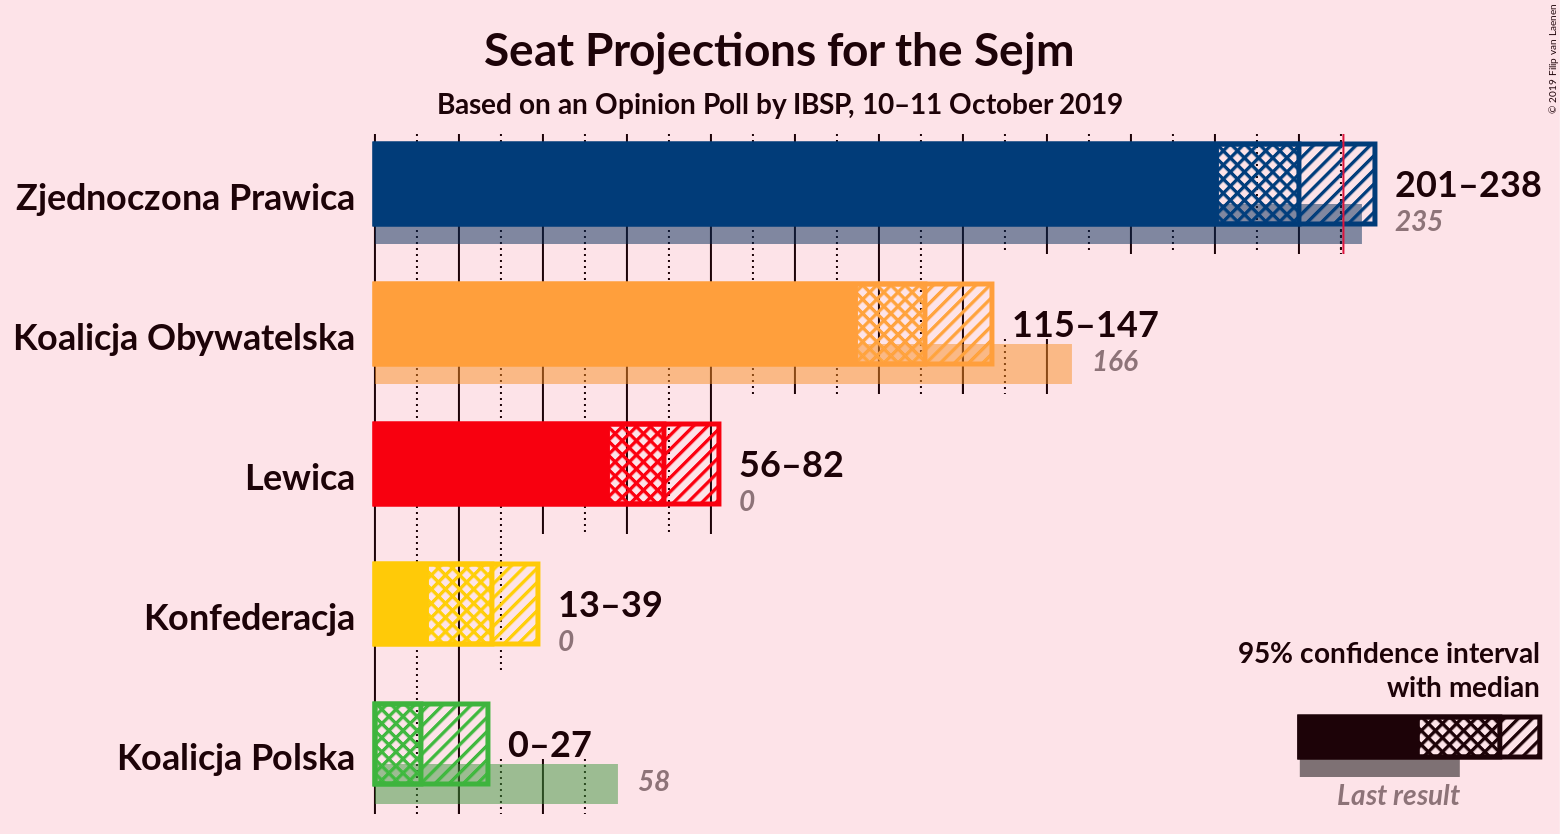 Seat Projections for the Sejm
Based on an Opinion Poll by IBSP, 10–11 October 2019
© 2019 Filip van Laenen
Zjednoczona Prawica
201–238
235
Koalicja Obywatelska
115–147
166
Lewica
56–82
0
Konfederacja
13–39
0
Koalicja Polska
0–27
58
95% confidence interval
with median
Last result